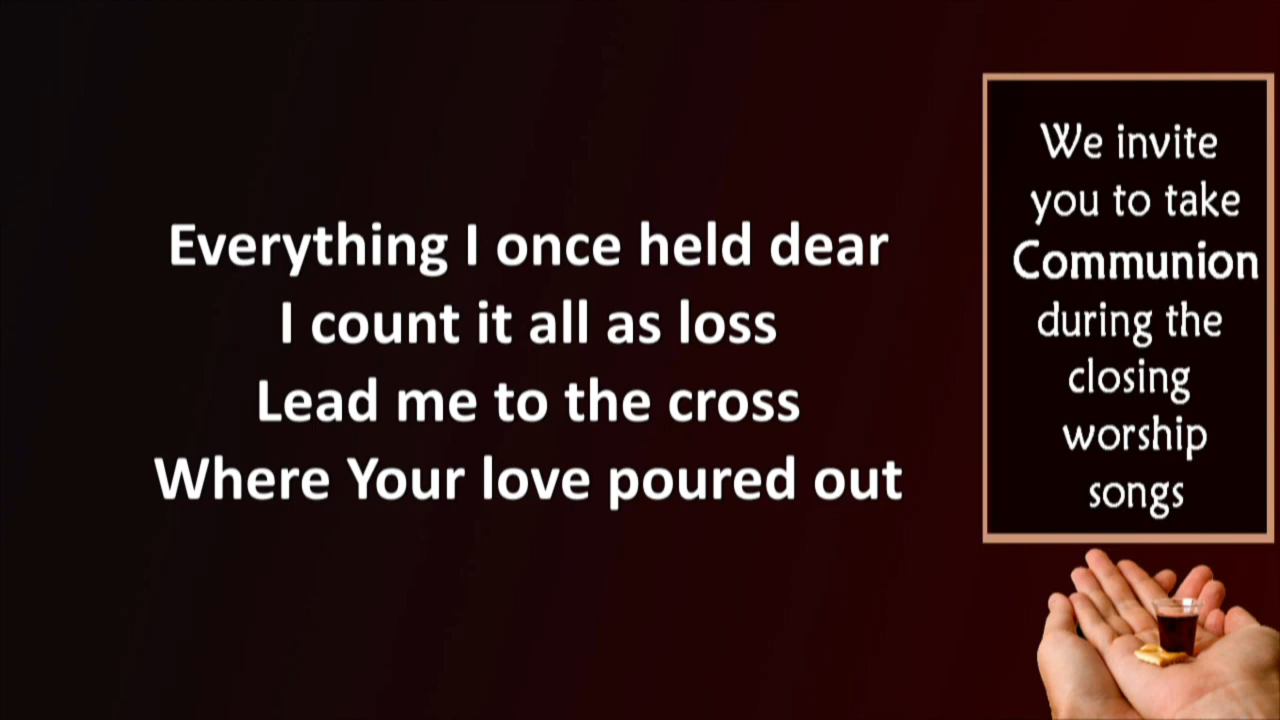 Everything I once held dear
I count it all as loss
Lead me to the cross
Where Your love poured out
We invite
you to take
Communion
during the
closing
worship
songs